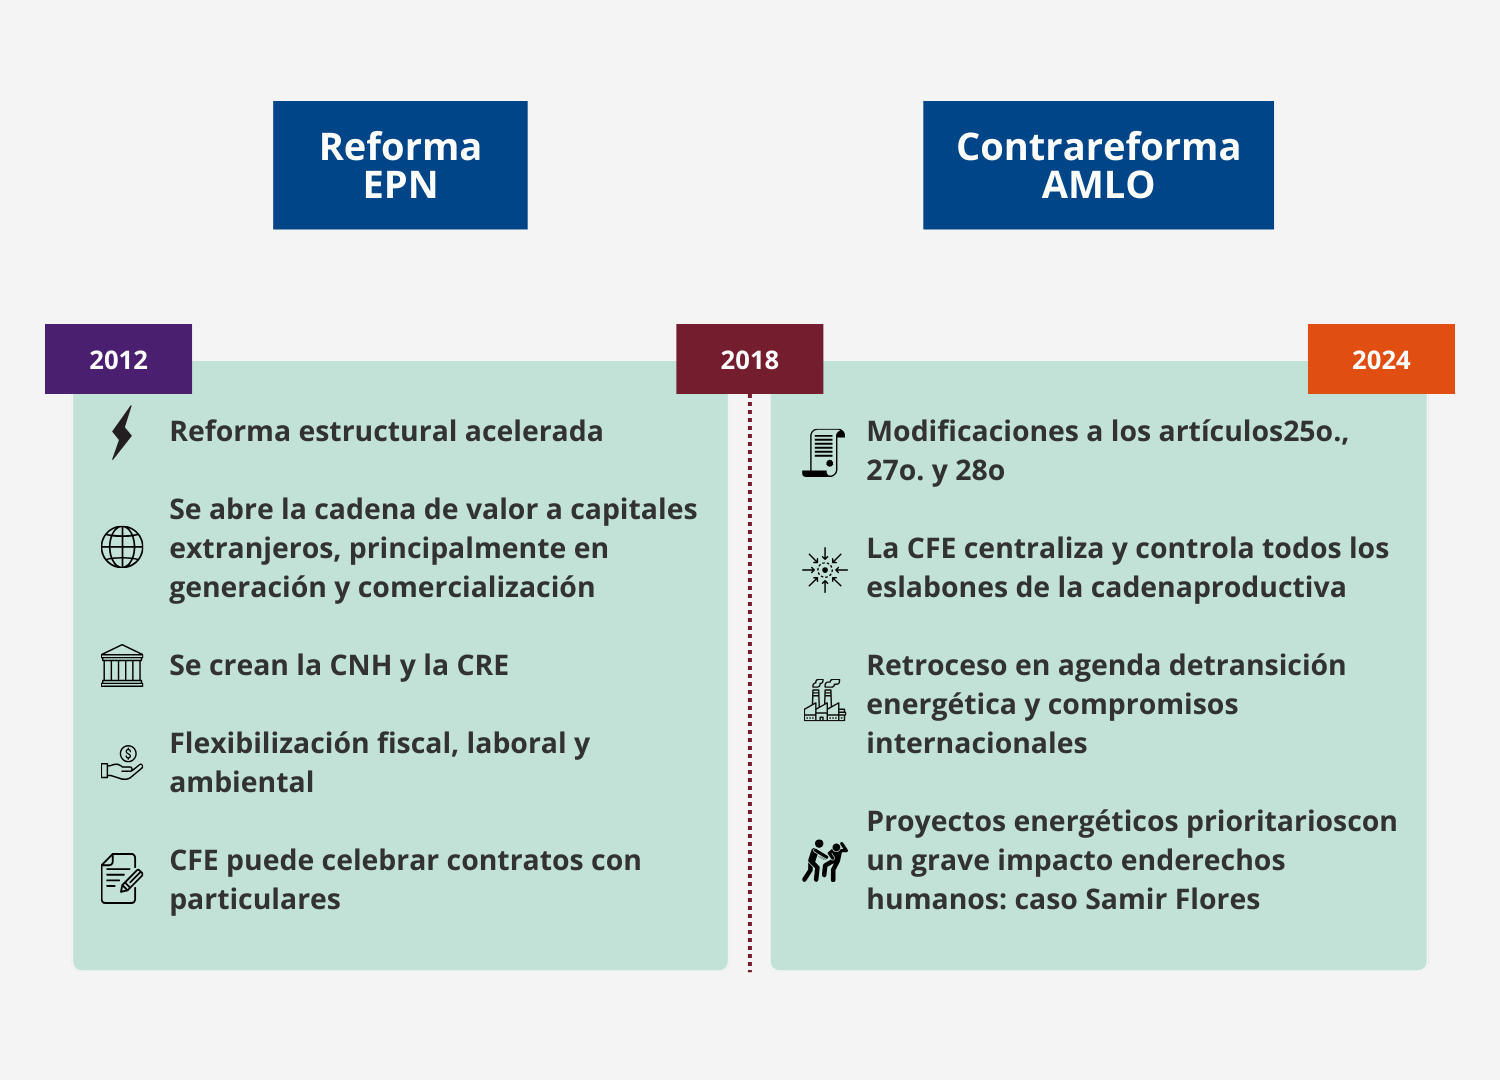 Reforma
EPN
Contrareforma
AMLO
2012
2018
2024
Reforma estructural acelerada
Se abre la cadena de valor a capitales
extranjeros, principalmente en
generación y comercialización
Se crean la CNH y la CRE
Flexibilización fiscal, laboral y
ambiental
CFE puede celebrar contratos con
particulares
Modificaciones a los artículos25o.,
27o. y 28o
La CFE centraliza y controla todos los
eslabones de la cadenaproductiva
Retroceso en agenda detransición
energética y compromisos
internacionales
Proyectos energéticos prioritarioscon
un grave impacto enderechos
humanos: caso Samir Flores